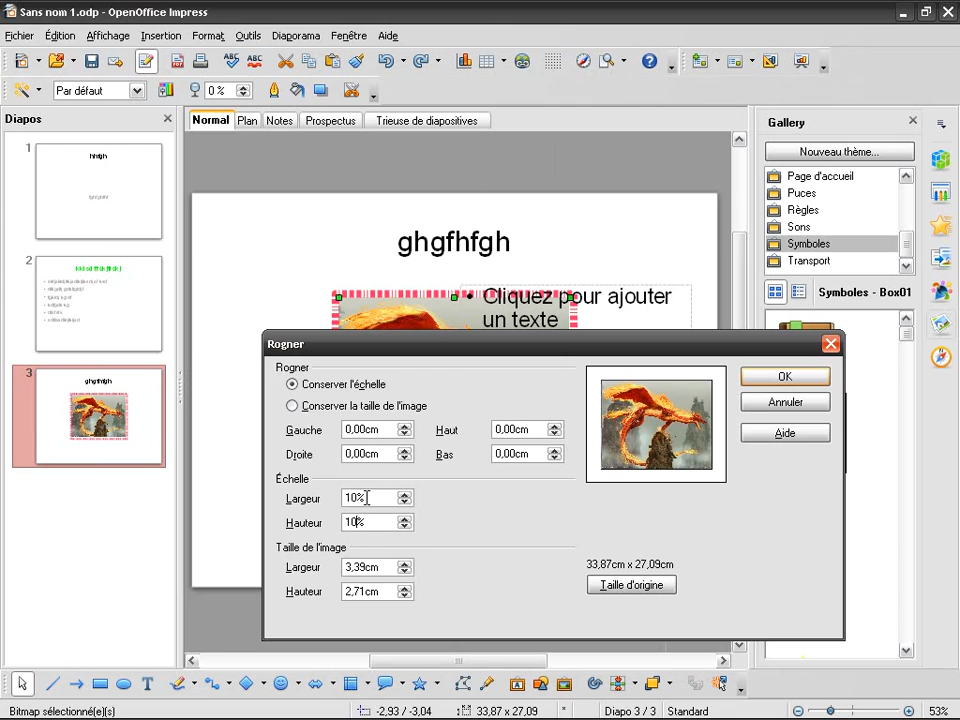 Sans nom 1.odp - OpenOffice Impress
Fichier Édition Affichage Insertion Format Outils Diaporama Fenêtre Aide
Par défaut 0 %
Diapos
Normal Plan Notes Prospectus Trieuse de diapositives
Gallery
Nouveau thème...
Page d'accueil
Puces
Règles
Sons
Symboles
Transport
Symboles - Box01
1
hhfgh
2
3
ghgfhfgh
ghgfhfgh
• Cliquez pour ajouter
un texte
Rogner
Rogner
Conserver l'échelle
Conserver la taille de l'image
Gauche 0,00cm Haut 0,00cm
Droite 0,00cm Bas 0,00cm
Échelle
Largeur 10%
Hauteur 10%
Taille de l'image
Largeur 3,39cm
Hauteur 2,71cm
33,87cm x 27,09cm
Taille d'origine
OK
Annuler
Aide
Bitmap sélectionné(e)(s) -2,93 / -3,04 33,87 x 27,09 * Diapo 3 / 3 Standard 53%